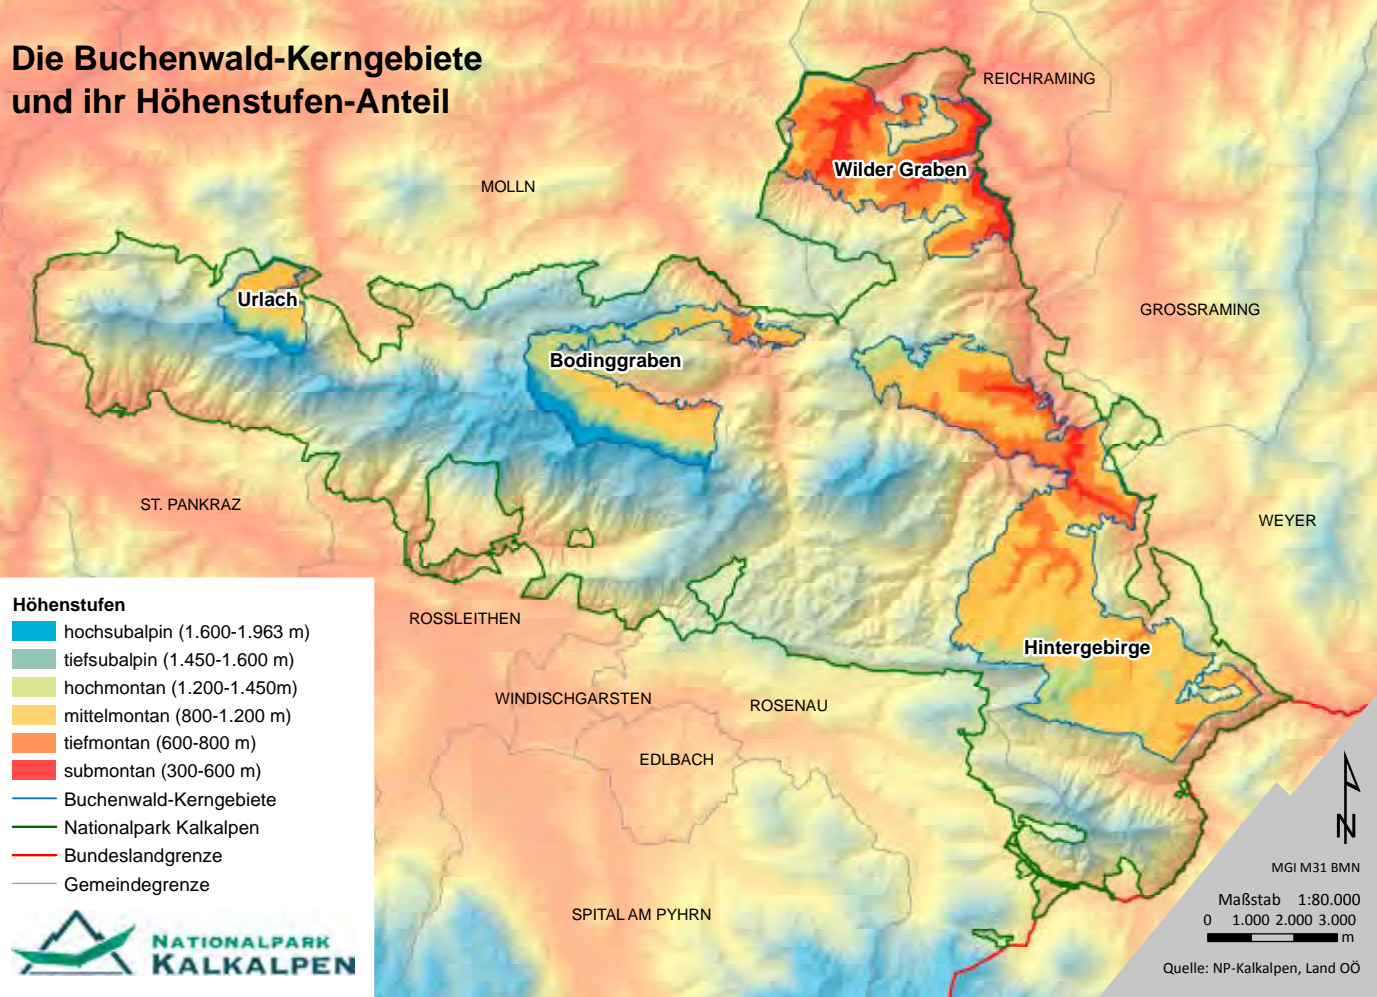 Die Buchenwald-Kerngebiete
und ihr Höhenstufen-Anteil
REICHRAMING
Wilder Graben
MOLLN
Urlach
GROSSRAMING
Bodinggraben
ST. PANKRAZ
WEYER
ROSSLEITHEN
Hintergebirge
WINDISCHGARSTEN
ROSENAU
EDLBACH
SPITAL AM PYHRN
Höhenstufen
hochsubalpin (1.600-1.963 m)
tiefsubalpin (1.450-1.600 m)
hochmontan (1.200-1.450m)
mittelmontan (800-1.200 m)
tiefmontan (600-800 m)
submontan (300-600 m)
Buchenwald-Kerngebiete
Nationalpark Kalkalpen
Bundeslandgrenze
Gemeindegrenze
NATIONALPARK
KALKALPEN
N
MGI M31 BMN
Maßstab 1:80.000
0 1.000 2.000 3.000
m
Quelle: NP-Kalkalpen, Land OÖ